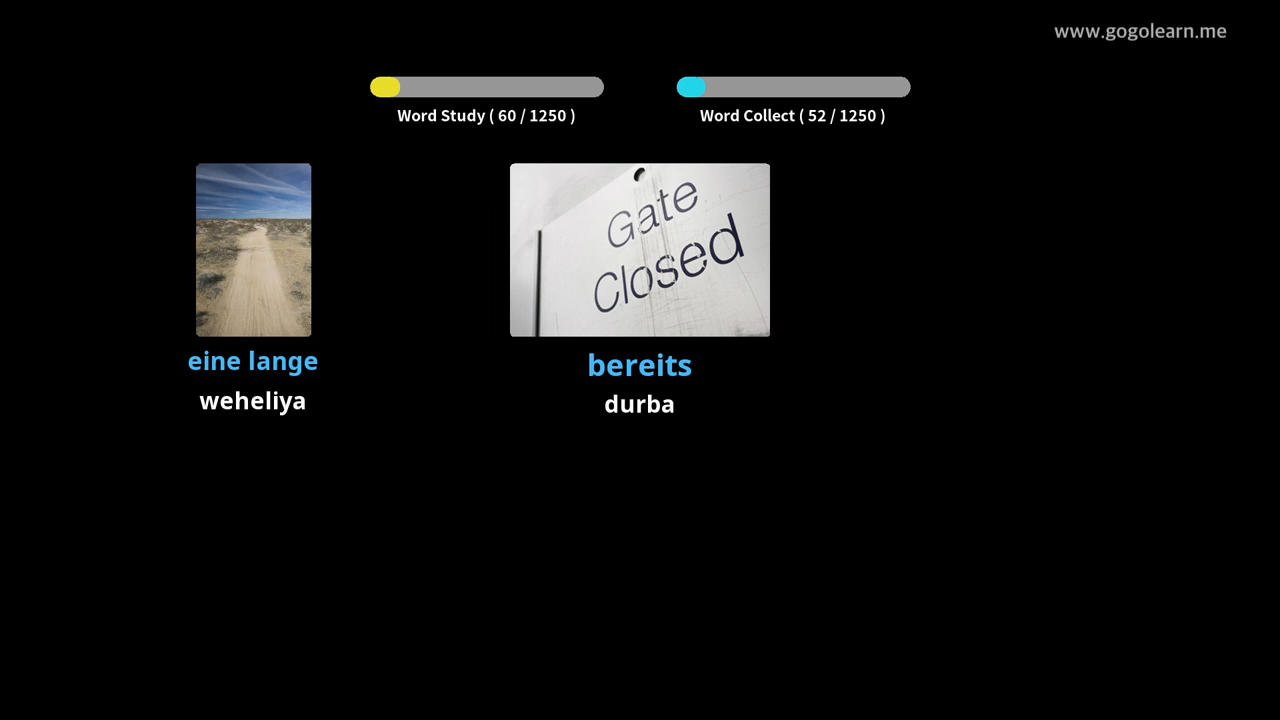 www.gogolearn.me
Word Study ( 60 / 1250 )
Word Collect ( 52 / 1250 )
Gate
Closed
eine lange
weheliya
bereits
durba